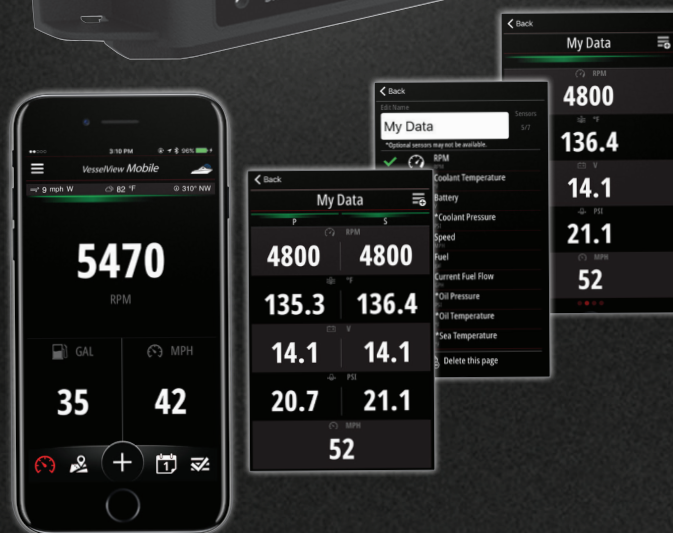 3:10 PM
96%
VesselView Mobile
9 mph W
82 °F
310° NW
5470
RPM
GAL
MPH
35
42
1
Back
My Data
P
S
RPM
4800
4800
°F
135.3
136.4
V
14.1
14.1
PSI
20.7
21.1
MPH
52
Back
Edit Name
Sensors
My Data
5/7
*Optional sensors may not be available.
RPM
Coolant Temperature
Battery
*Coolant Pressure
Speed
Fuel
Current Fuel Flow
*Oil Pressure
*Oil Temperature
*Sea Temperature
Delete this page
Back
My Data
RPM
4800
°F
136.4
V
14.1
PSI
21.1
MPH
52